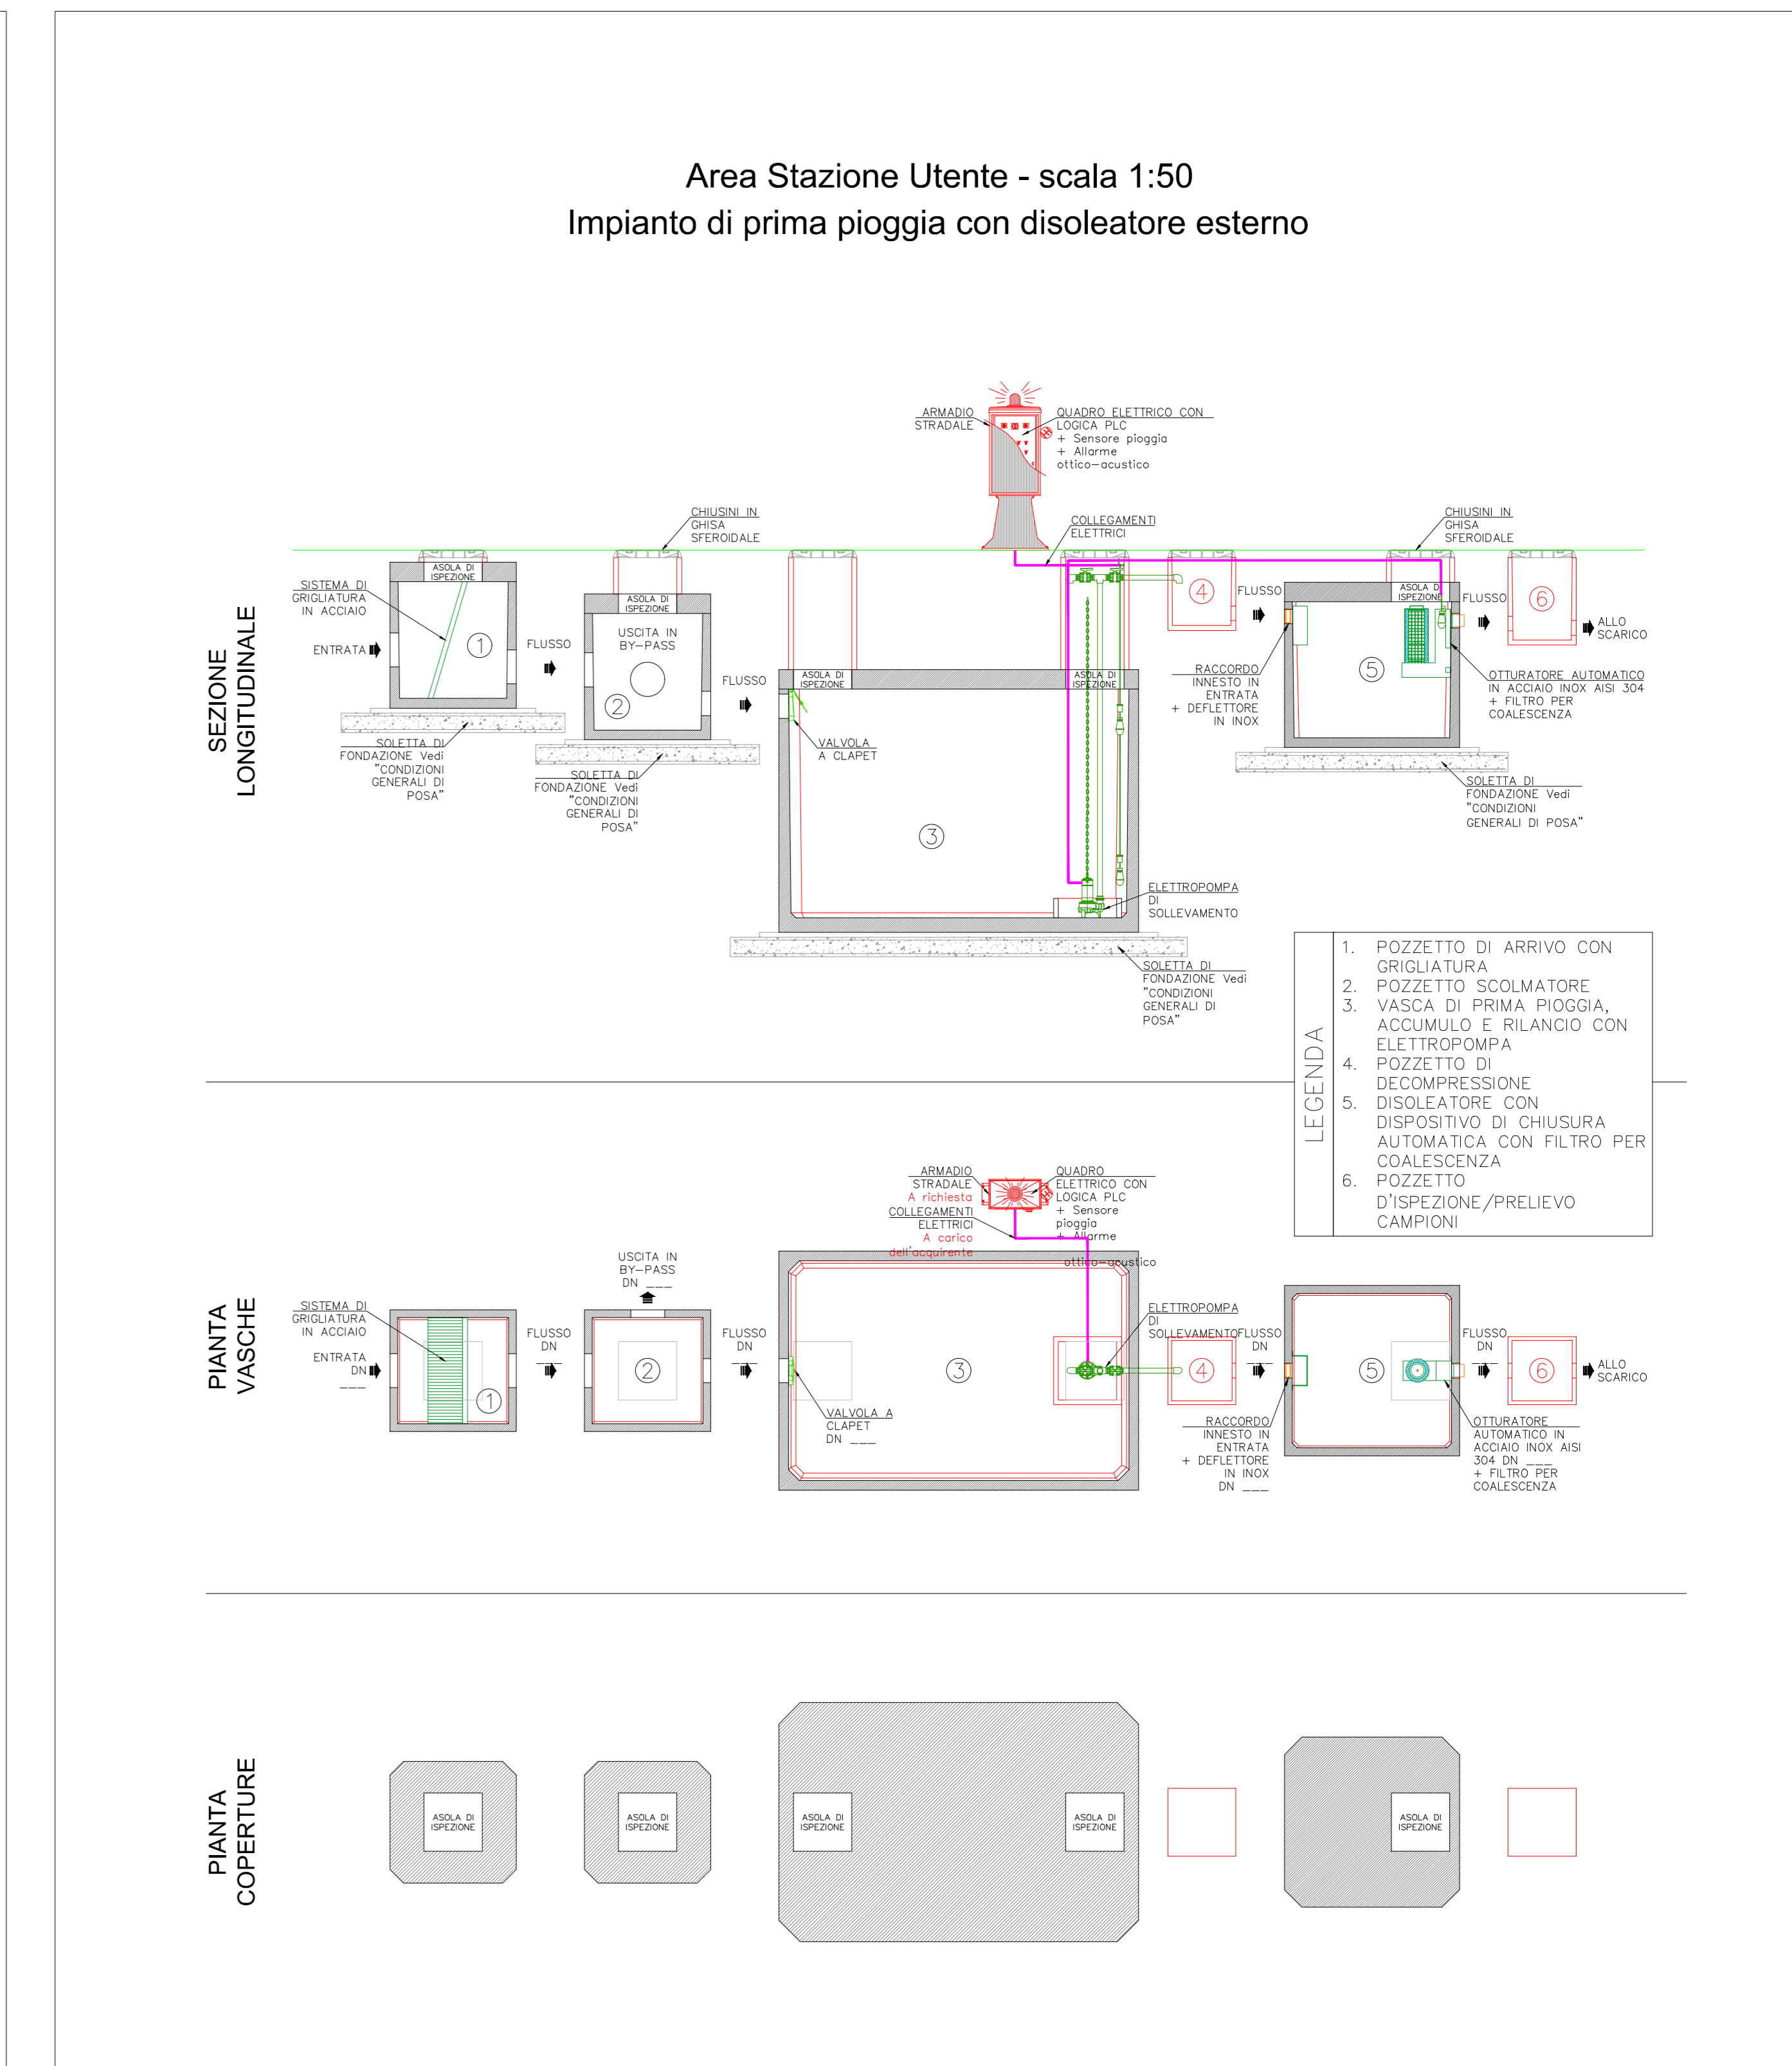 Area Stazione Utente - scala 1:50
Impianto di prima pioggia con disoleatore esterno
SEZIONE
LONGITUDINALE
ARMADIO
STRADALE
QUADRO ELETTRICO CON
LOGICA PLC
+ Sensore pioggia
+ Allarme
ottico-acustico
COLLEGAMENTI
ELETTRICI
CHIUSINI IN
GHISA
SFEROIDALE
CHIUSINI IN
GHISA
SFEROIDALE
ASOLA DI
ISPEZIONE
SISTEMA DI
GRIGLIATURA
IN ACCIAIO
ENTRATA
1
FLUSSO
SOLETTA DI
FONDAZIONE Vedi
"CONDIZIONI
GENERALI DI
POSA"
ASOLA DI
ISPEZIONE
USCITA IN
BY-PASS
2
FLUSSO
SOLETTA DI
FONDAZIONE Vedi
"CONDIZIONI
GENERALI DI
POSA"
ASOLA DI
ISPEZIONE
ASOLA DI
ISPEZIONE
VALVOLA
A CLAPET
3
ELETTROPOMPA
DI
SOLLEVAMENTO
SOLETTA DI
FONDAZIONE Vedi
"CONDIZIONI
GENERALI DI
POSA"
4
FLUSSO
RACCORDO
INNESTO IN
ENTRATA
+ DEFLETTORE
IN INOX
ASOLA DI
ISPEZIONE
5
FLUSSO
6
ALLO
SCARICO
OTTURATORE AUTOMATICO
IN ACCIAIO INOX AISI 304
+ FILTRO PER
COALESCENZA
SOLETTA DI
FONDAZIONE Vedi
"CONDIZIONI
GENERALI DI POSA"
LEGENDA
1. POZZETTO DI ARRIVO CON
GRIGLIATURA
2. POZZETTO SCOLMATORE
3. VASCA DI PRIMA PIOGGIA,
ACCUMULO E RILANCIO CON
ELETTROPOMPA
4. POZZETTO DI
DECOMPRESSIONE
5. DISOLEATORE CON
DISPOSITIVO DI CHIUSURA
AUTOMATICA CON FILTRO PER
COALESCENZA
6. POZZETTO
D'ISPEZIONE/PRELIEVO
CAMPIONI
PIANTA
VASCHE
ARMADIO
STRADALE
A richiesta
COLLEGAMENTI
ELETTRICI
A carico
dell'acquirente
QUADRO
ELETTRICO CON
LOGICA PLC
+ Sensore
pioggia
+ Allarme
ottico-acustico
SISTEMA DI
GRIGLIATURA
IN ACCIAIO
ENTRATA
DN
___
1
FLUSSO
DN
___
USCITA IN
BY-PASS
DN ___
2
FLUSSO
DN
___
VALVOLA A
CLAPET
DN ___
3
ELETTROPOMPA
DI
SOLLEVAMENTO
4
FLUSSO
DN
___
RACCORDO
INNESTO IN
ENTRATA
+ DEFLETTORE
IN INOX
DN ___
5
FLUSSO
DN
___
6
ALLO
SCARICO
OTTURATORE
AUTOMATICO IN
ACCIAIO INOX AISI
304 DN ___
+ FILTRO PER
COALESCENZA
PIANTA
COPERTURE
ASOLA DI
ISPEZIONE
ASOLA DI
ISPEZIONE
ASOLA DI
ISPEZIONE
ASOLA DI
ISPEZIONE
ASOLA DI
ISPEZIONE